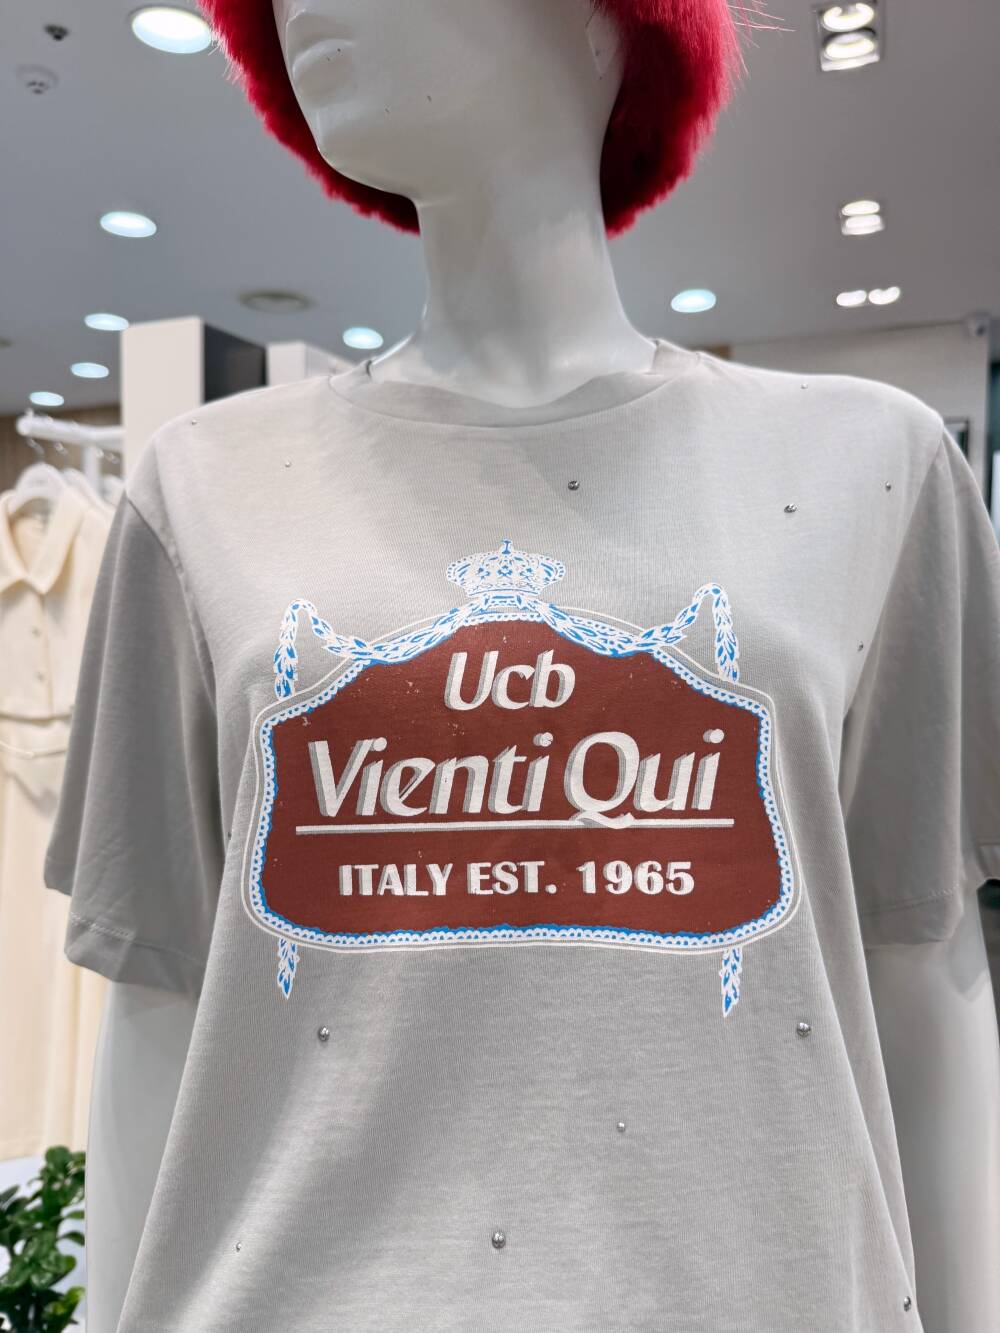 Ucb
Vienti Qui
ITALY EST. 1965